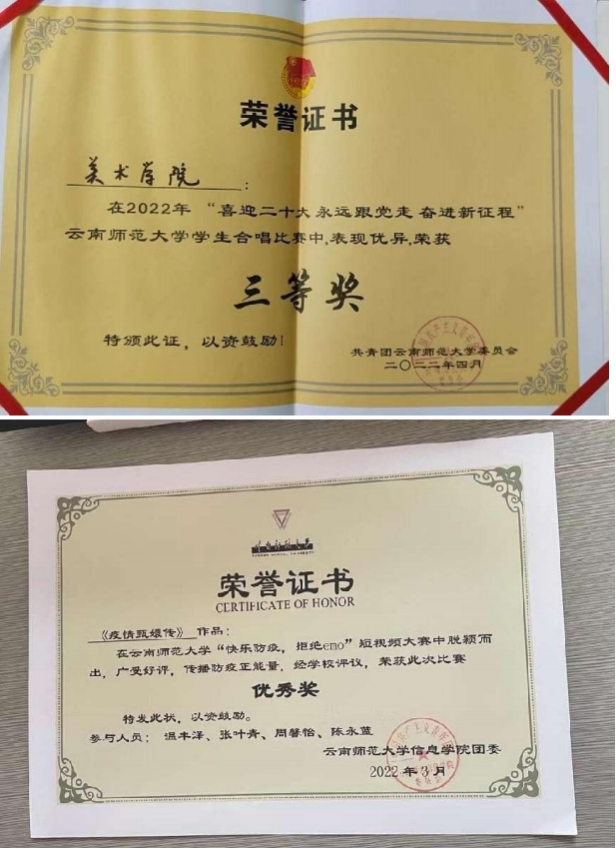 荣誉证书
美术学院：
在2022年 “喜迎二十大 永远跟党走 奋进新征程”
云南师范大学学生合唱比赛中,表现优异,荣获
三等奖
特颁此证，以资鼓励!
共青团云南师范大学委员会
二〇二二年四月
荣誉证书
CERTIFICATE OF HONOR
《疫情甄嬛传》 作品：
在云南师范大学“快乐防疫，拒绝emo”短视频大赛中脱颖而
出，广受好评，传播防疫正能量，经学校评议，荣获此次比赛
优秀奖
特发此状，以资鼓励。
参与人员： 温丰泽、张叶青、周馨怡、陈永蓝
云南师范大学信息学院团委
2022 年 3 月